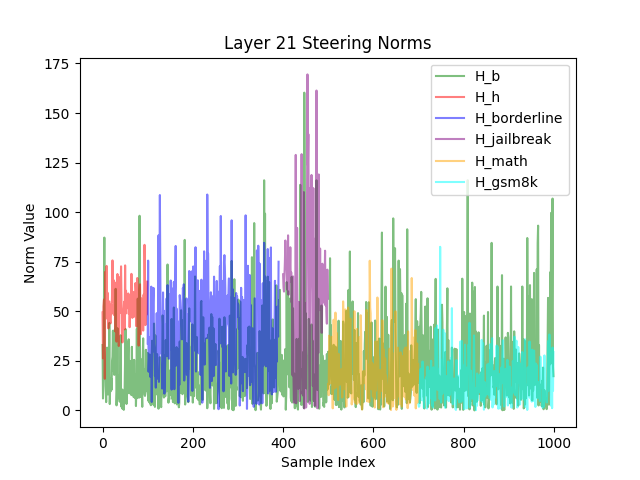 Layer 21 Steering Norms
175
150
125
100
75
50
25
0
Norm Value
0
200
400
600
800
1000
Sample Index
H_b
H_h
H_borderline
H_jailbreak
H_math
H_gsm8k